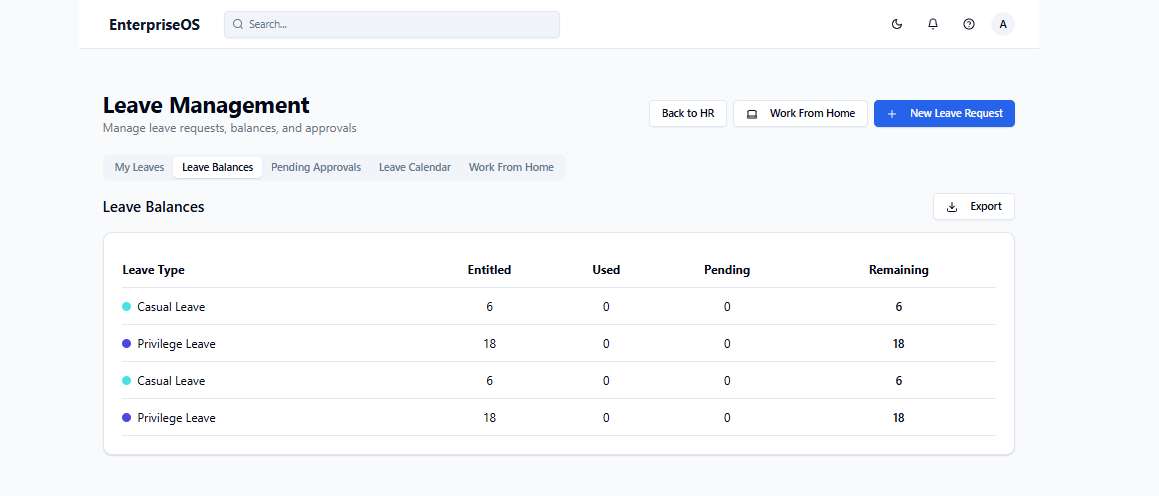 EnterpriseOS Search... A
Leave Management
Manage leave requests, balances, and approvals
Back to HR Work From Home + New Leave Request
My Leaves Leave Balances Pending Approvals Leave Calendar Work From Home
Leave Balances Export
Leave Type Entitled Used Pending Remaining
Casual Leave 6 0 0 6
Privilege Leave 18 0 0 18
Casual Leave 6 0 0 6
Privilege Leave 18 0 0 18